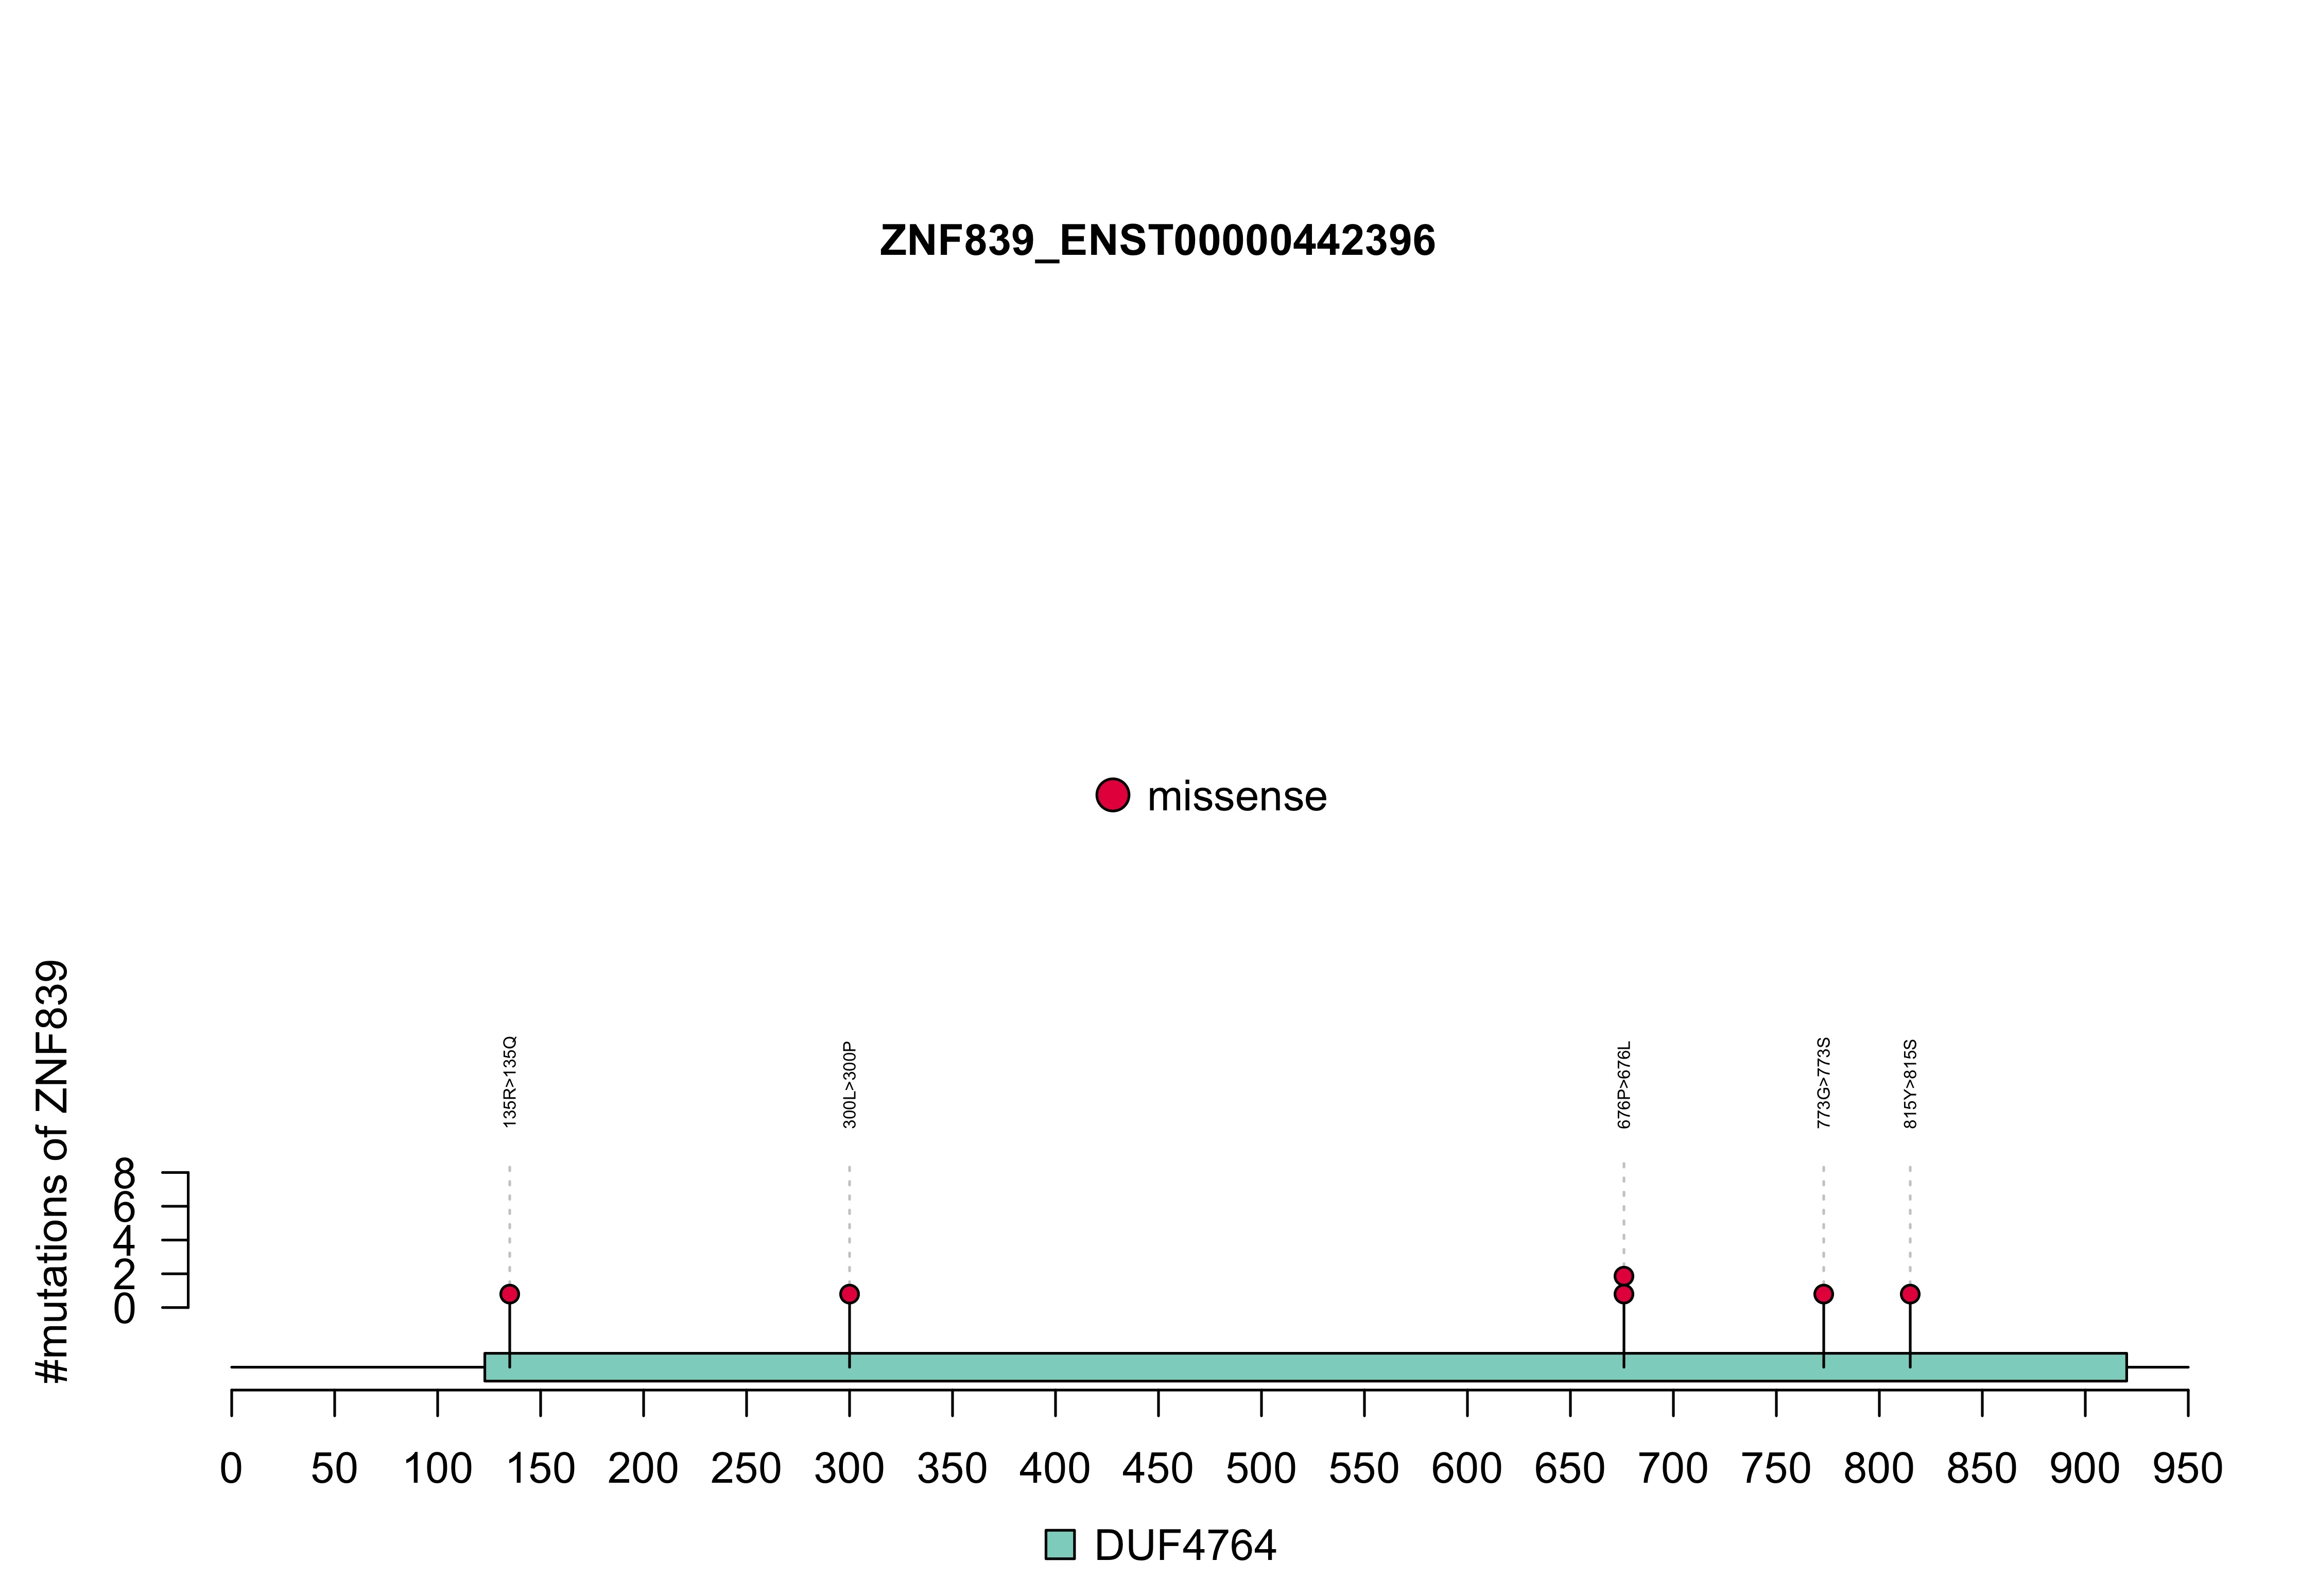 ZNF839_ENST00000442396
missense
#mutations of ZNF839
135R>135Q
300L>300P
676P>676L
773G>773S
815Y>815S
8
6
4
2
0
0 50 100 150 200 250 300 350 400 450 500 550 600 650 700 750 800 850 900 950
DUF4764